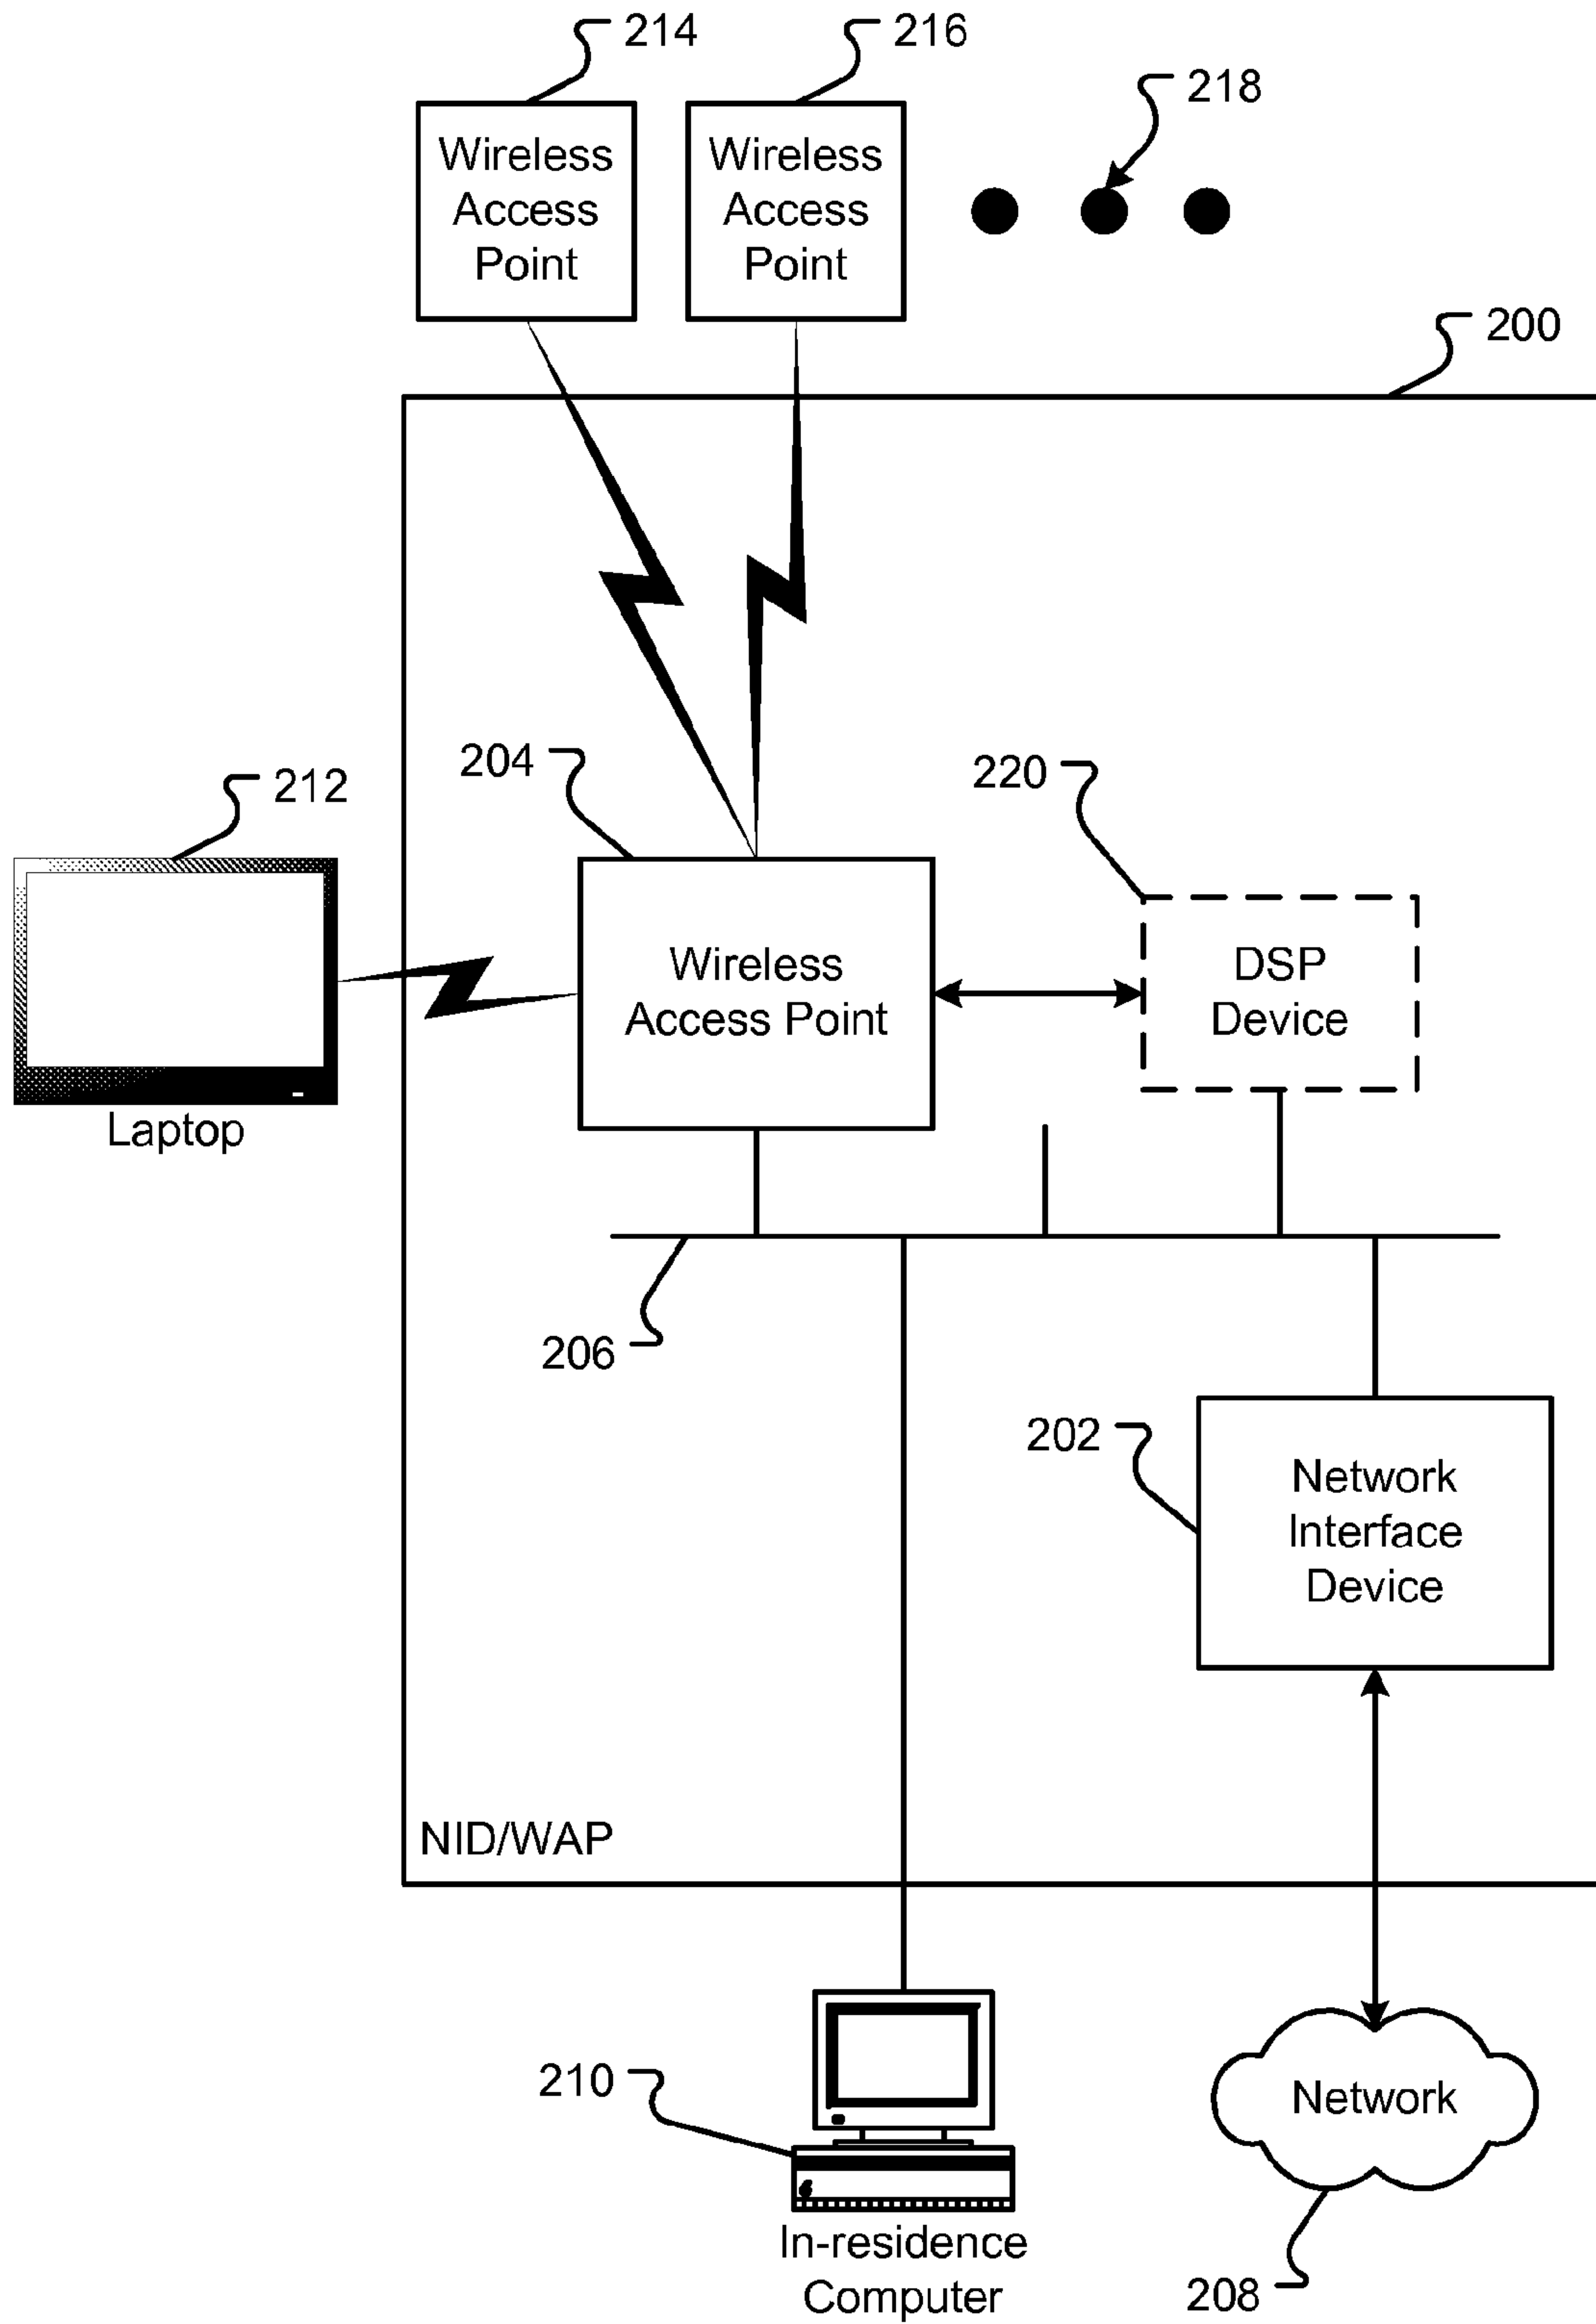 214
216
218
Wireless
Access
Point
Wireless
Access
Point
200
204
220
212
Wireless
Access Point
DSP
Device
Laptop
206
202
Network
Interface
Device
NID/WAP
210
Network
In-residence
Computer
208